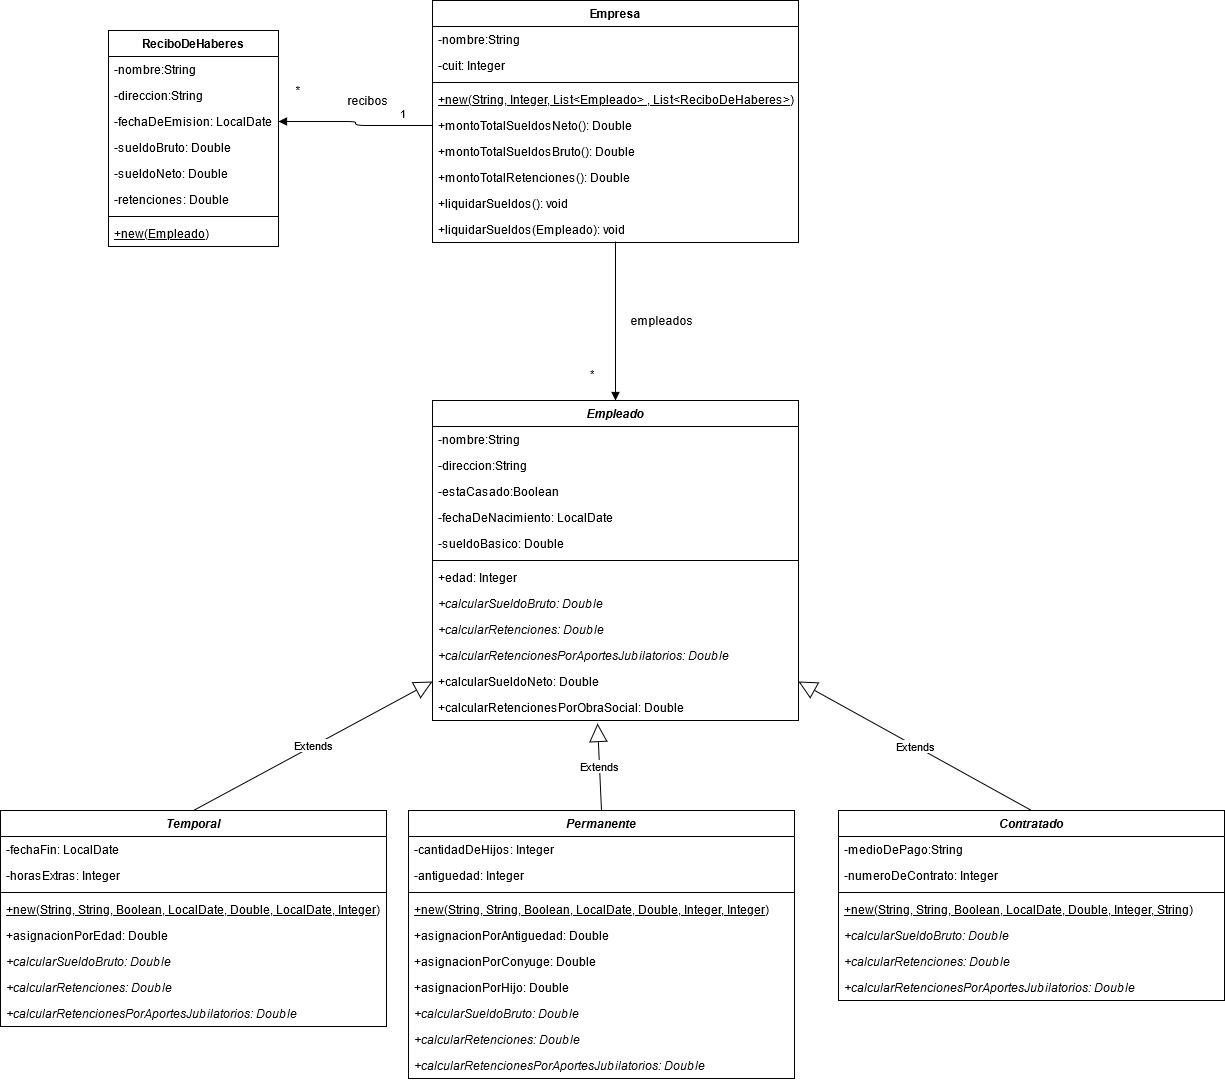 Empresa
-nombre:String
-cuit: Integer
+new(String, Integer, List<Empleado> , List<ReciboDeHaberes>)
+montoTotalSueldosNeto(): Double
+montoTotalSueldosBruto(): Double
+montoTotalRetenciones(): Double
+liquidarSueldos(): void
+liquidarSueldos(Empleado): void
ReciboDeHaberes
-nombre:String
-direccion:String
-fechaDeEmision: LocalDate
-sueldoBruto: Double
-sueldoNeto: Double
-retenciones: Double
+new(Empleado)
*
recibos
1
empleados
*
Empleado
-nombre:String
-direccion:String
-estaCasado:Boolean
-fechaDeNacimiento: LocalDate
-sueldoBasico: Double
+edad: Integer
+calcularSueldoBruto: Double
+calcularRetenciones: Double
+calcularRetencionesPorAportesJubilatorios: Double
+calcularSueldoNeto: Double
+calcularRetencionesPorObraSocial: Double
Extends
Extends
Extends
Temporal
-fechaFin: LocalDate
-horasExtras: Integer
+new(String, String, Boolean, LocalDate, Double, LocalDate, Integer)
+asignacionPorEdad: Double
+calcularSueldoBruto: Double
+calcularRetenciones: Double
+calcularRetencionesPorAportesJubilatorios: Double
Permanente
-cantidadDeHijos: Integer
-antiguedad: Integer
+new(String, String, Boolean, LocalDate, Double, Integer, Integer)
+asignacionPorAntiguedad: Double
+asignacionPorConyuge: Double
+asignacionPorHijo: Double
+calcularSueldoBruto: Double
+calcularRetenciones: Double
+calcularRetencionesPorAportesJubilatorios: Double
Contratado
-medioDePago:String
-numeroDeContrato: Integer
+new(String, String, Boolean, LocalDate, Double, Integer, String)
+calcularSueldoBruto: Double
+calcularRetenciones: Double
+calcularRetencionesPorAportesJubilatorios: Double